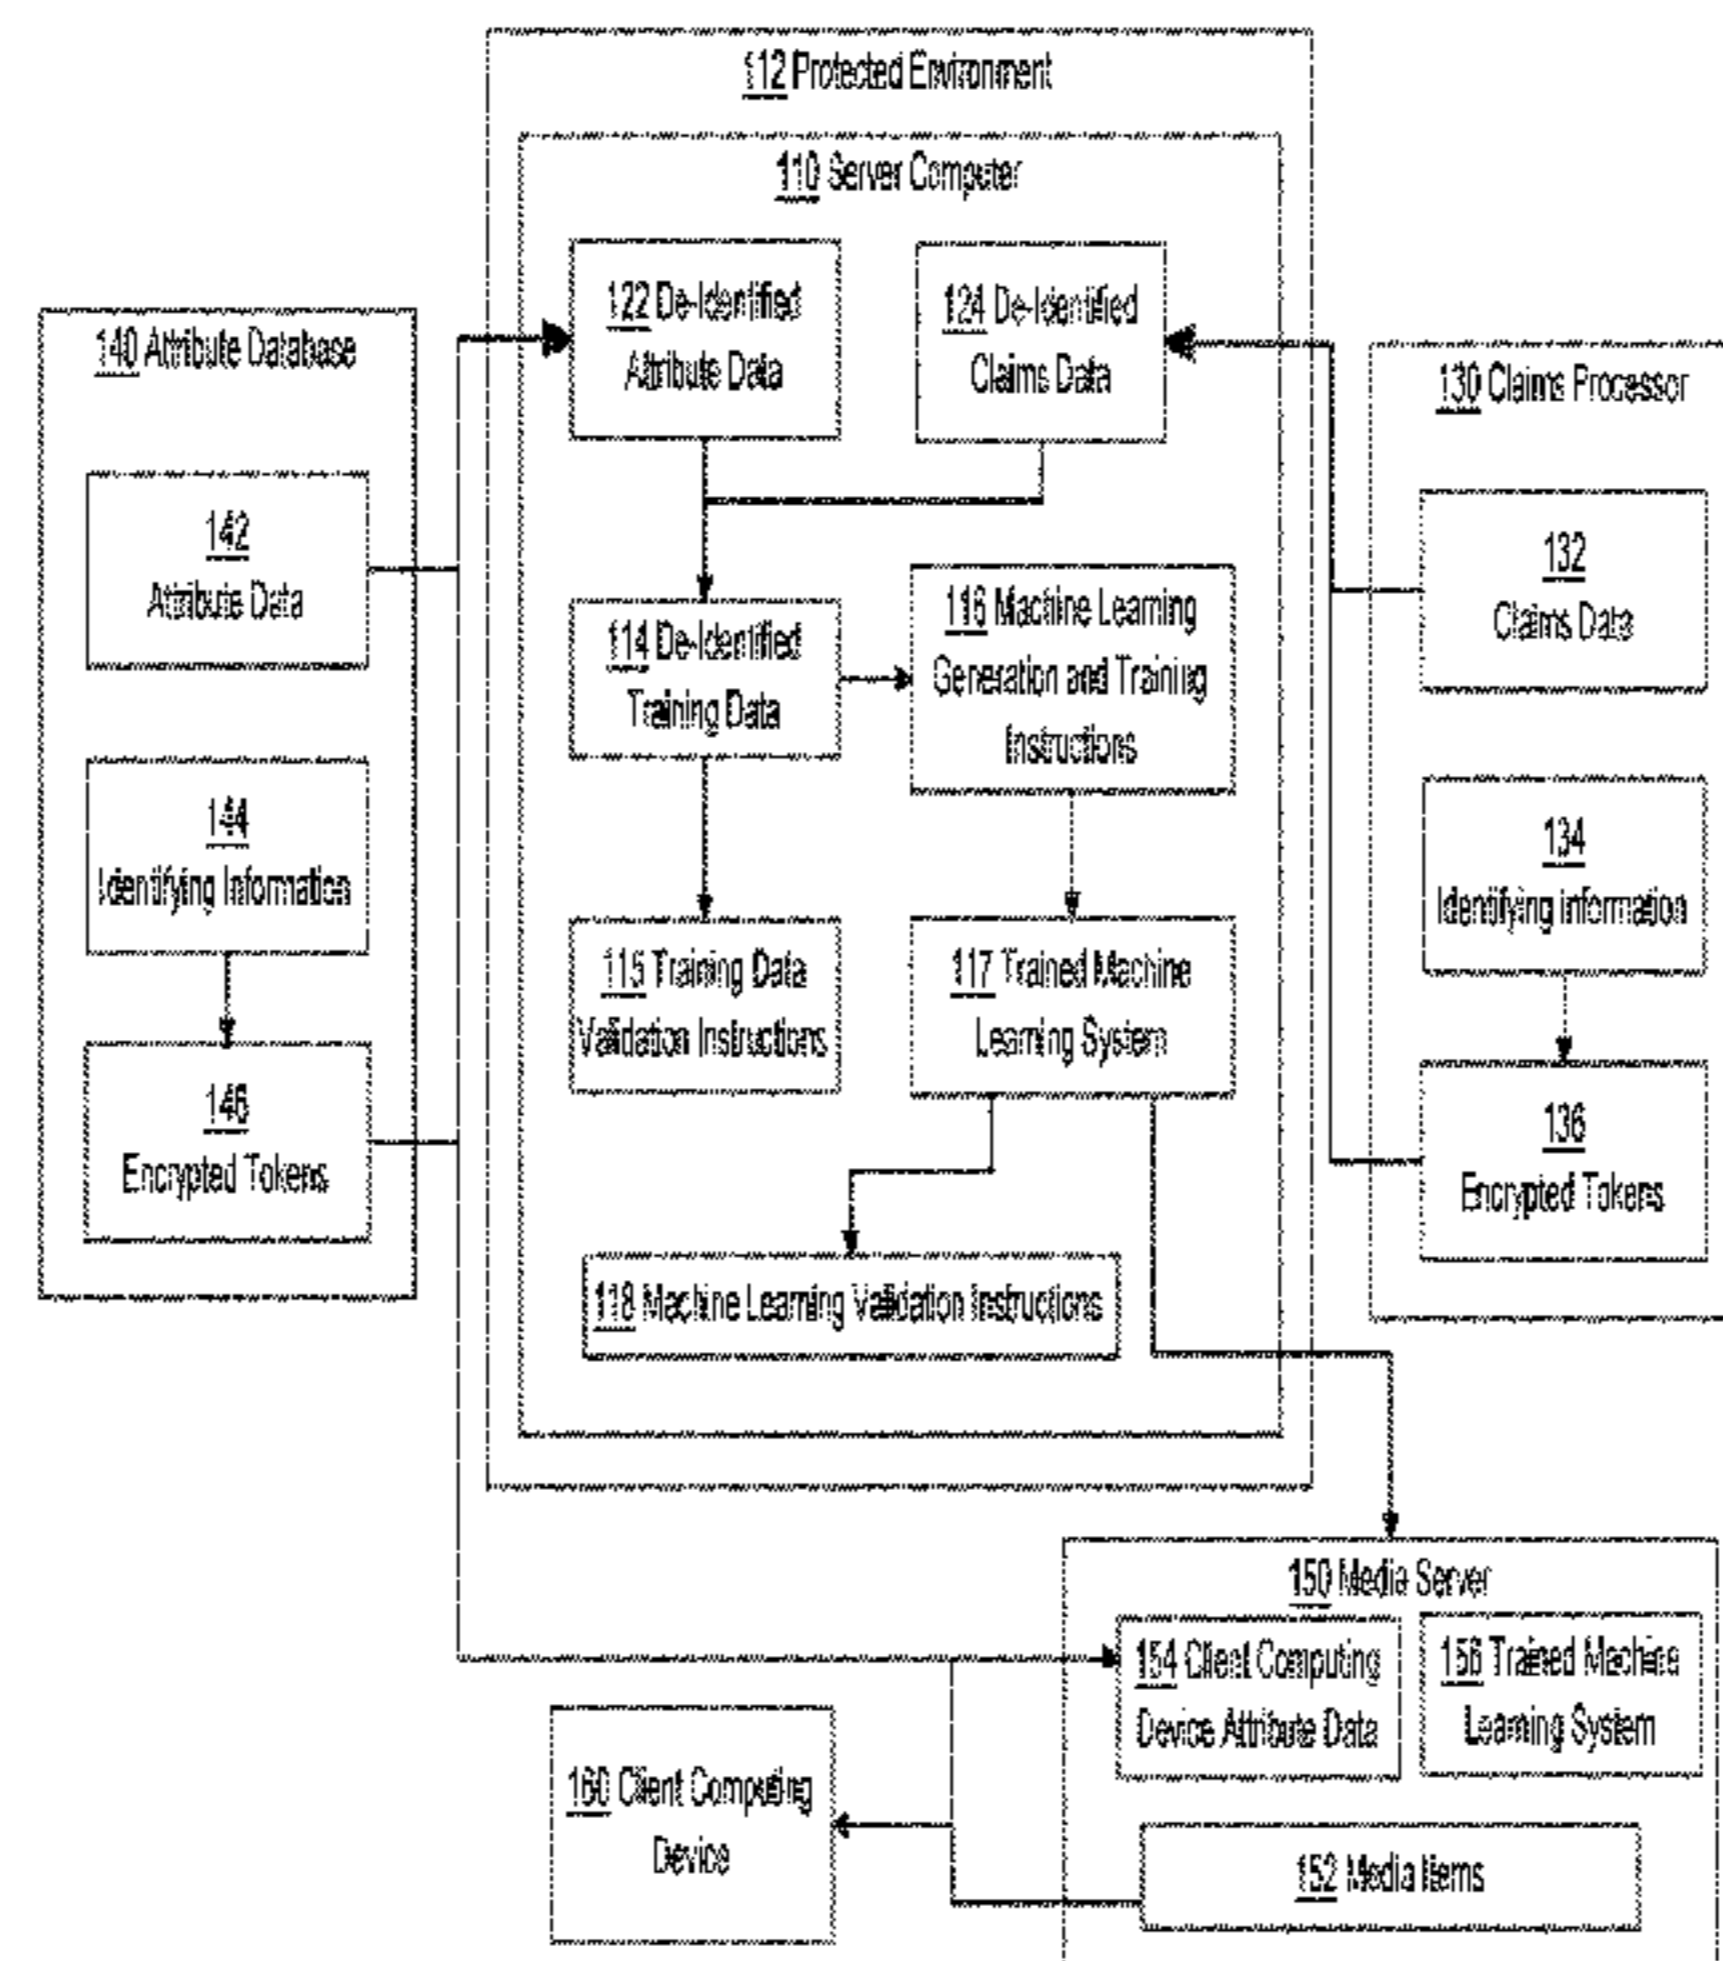 112 Protected Environment
110 Server Computer
122 De-Identified
Attribute Data
124 De-Identified
Claims Data
140 Attribute Database
130 Claims Processor
142
Attribute Data
132
Claims Data
114 De-Identified
Training Data
116 Machine Learning
Generation and Training
Instructions
144
Identifying Information
134
Identifying information
115 Training Data
Validation Instructions
117 Trained Machine
Learning System
146
Encrypted Tokens
136
Encrypted Tokens
118 Machine Learning Validation Instructions
150 Media Server
154 Client Computing
Device Attribute Data
156 Trained Machine
Learning System
160 Client Computing
Device
152 Media Items